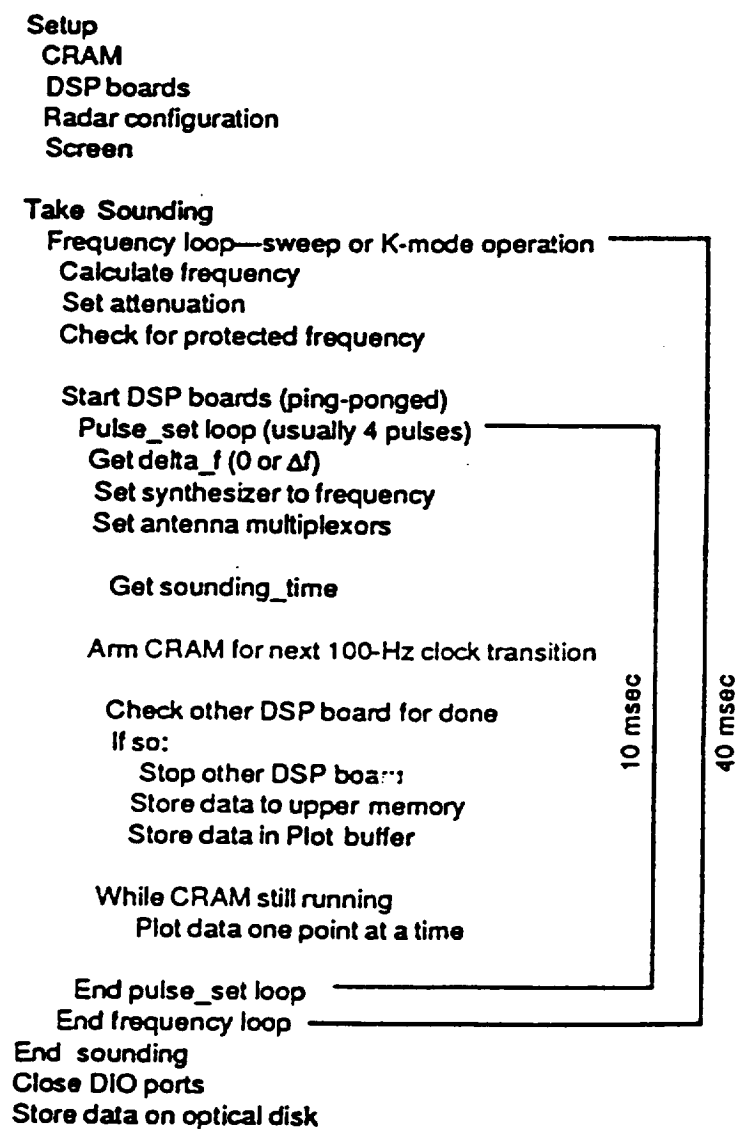 Setup
CRAM
DSP boards
Radar configuration
Screen
Take Sounding
Frequency loop—sweep or K-mode operation
Calculate frequency
Set attenuation
Check for protected frequency
Start DSP boards (ping-ponged)
Pulse_set loop (usually 4 pulses)
Get delta_f (0 or Δf)
Set synthesizer to frequency
Set antenna multiplexors
Get sounding_time
Arm CRAM for next 100-Hz clock transition
Check other DSP board for done
If so:
Stop other DSP board
Store data to upper memory
Store data in Plot buffer
While CRAM still running
Plot data one point at a time
End pulse_set loop
End frequency loop
End sounding
Close DIO ports
Store data on optical disk
10 msec
40 msec